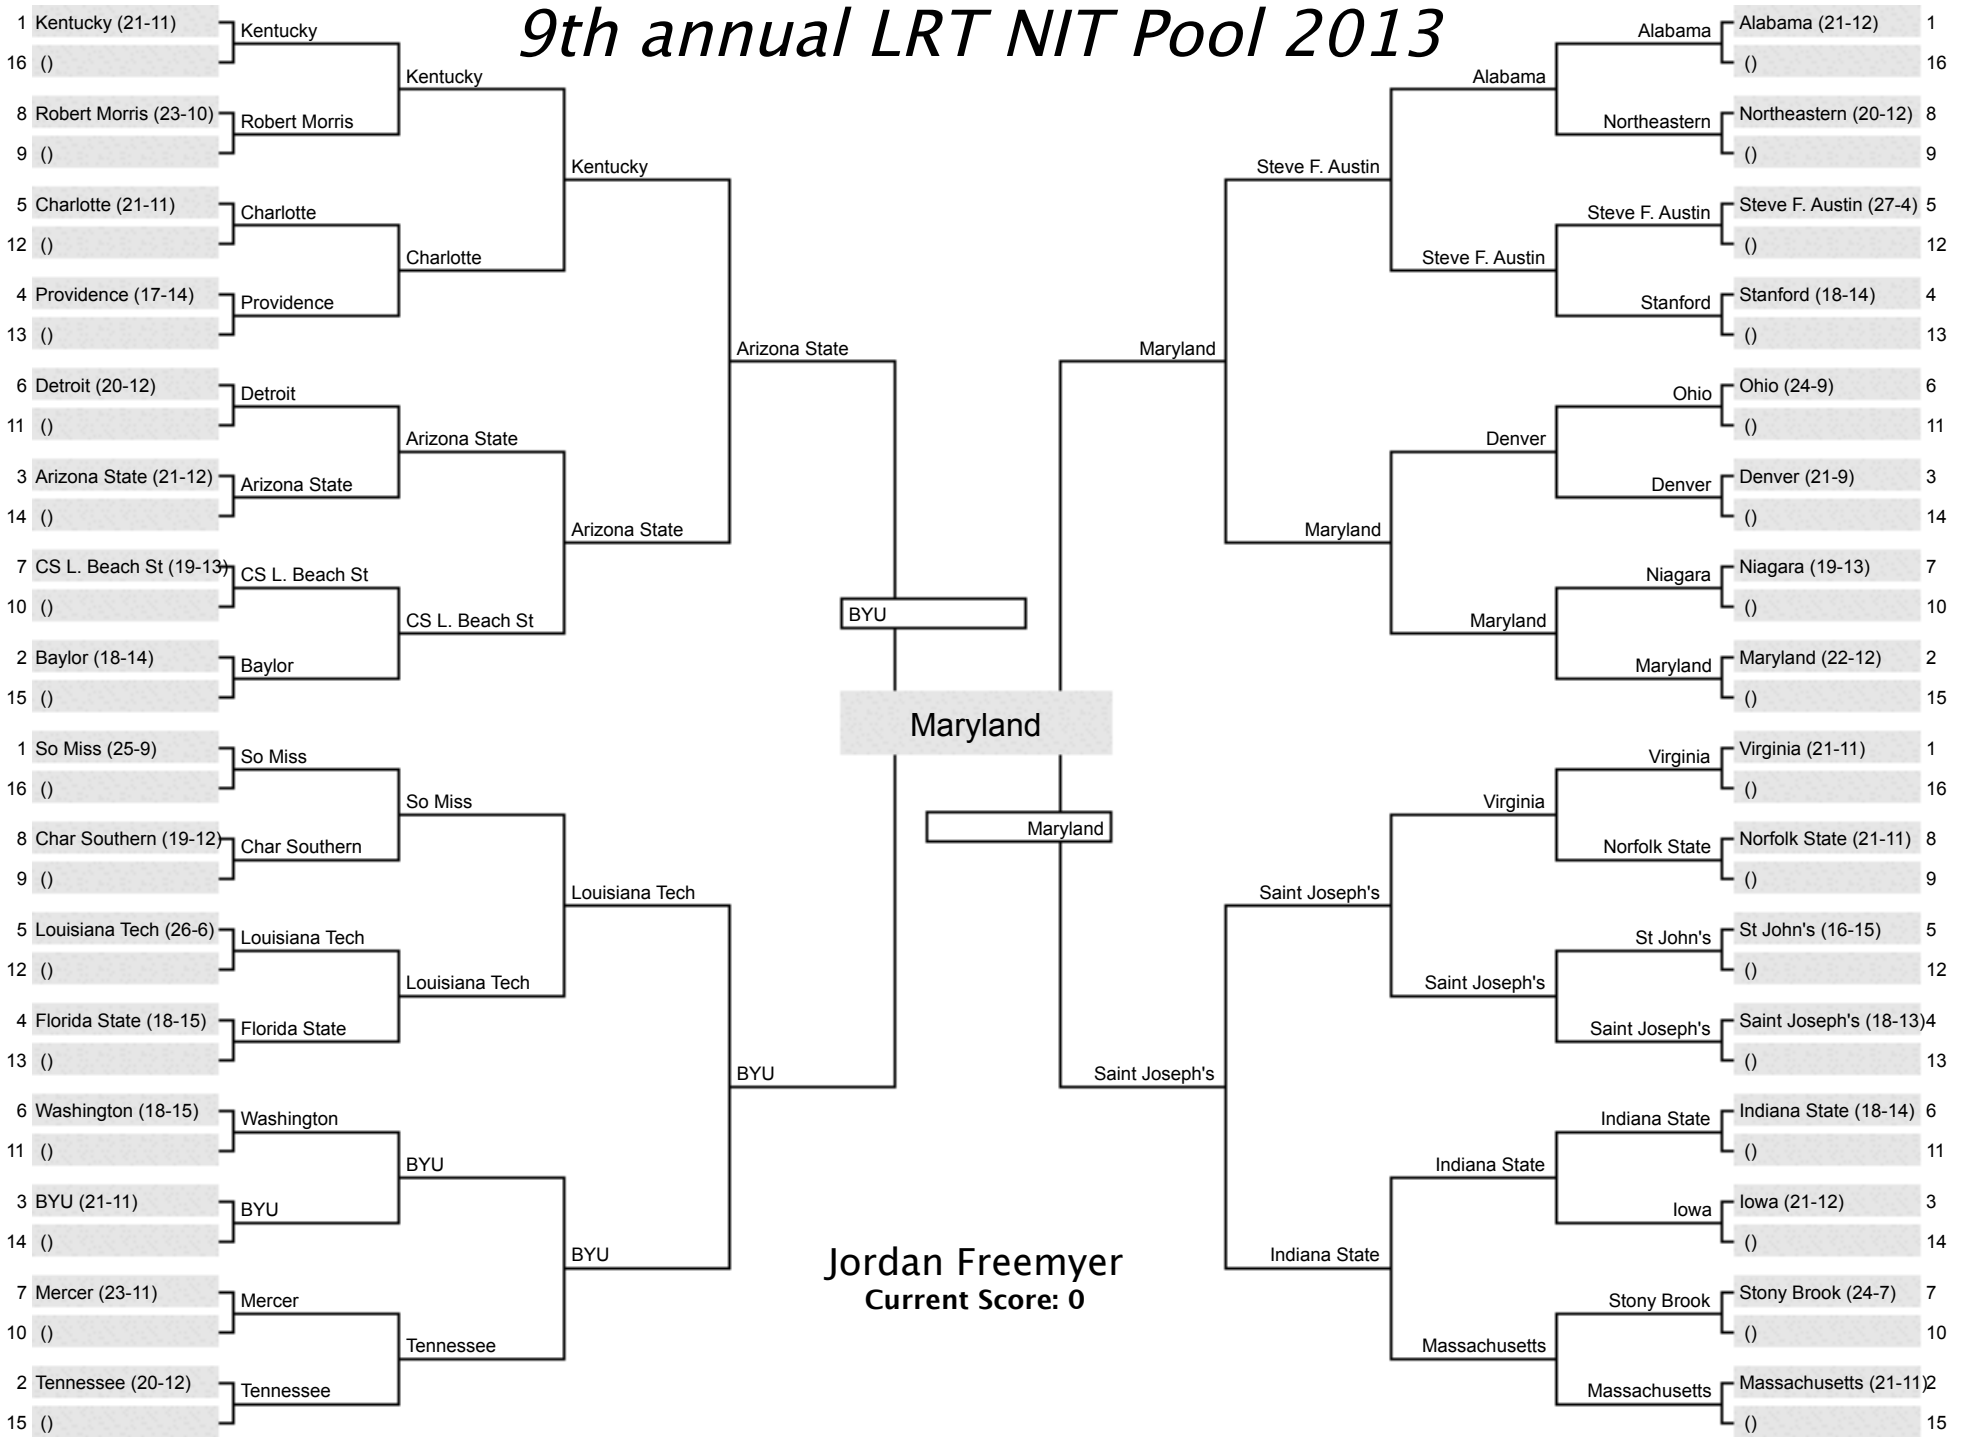 9th annual LRT NIT Pool 2013
1 Kentucky (21-11)
16 ()
8 Robert Morris (23-10)
9 ()
5 Charlotte (21-11)
12 ()
4 Providence (17-14)
13 ()
6 Detroit (20-12)
11 ()
3 Arizona State (21-12)
14 ()
7 CS L. Beach St (19-13)
10 ()
2 Baylor (18-14)
15 ()
1 So Miss (25-9)
16 ()
8 Char Southern (19-12)
9 ()
5 Louisiana Tech (26-6)
12 ()
4 Florida State (18-15)
13 ()
6 Washington (18-15)
11 ()
3 BYU (21-11)
14 ()
7 Mercer (23-11)
10 ()
2 Tennessee (20-12)
15 ()
Kentucky
Robert Morris
Charlotte
Providence
Detroit
Arizona State
CS L. Beach St
Baylor
So Miss
Char Southern
Louisiana Tech
Florida State
Washington
BYU
Mercer
Tennessee
Kentucky
Charlotte
Arizona State
CS L. Beach St
So Miss
Louisiana Tech
BYU
Tennessee
Kentucky
Arizona State
Louisiana Tech
BYU
Arizona State
BYU
BYU
Maryland
Maryland
Jordan Freemyer
Current Score: 0
Maryland
Saint Joseph's
Steve F. Austin
Maryland
Saint Joseph's
Indiana State
Alabama
Steve F. Austin
Denver
Maryland
Virginia
Saint Joseph's
Indiana State
Massachusetts
Alabama
Northeastern
Steve F. Austin
Stanford
Ohio
Denver
Niagara
Maryland
Virginia
Norfolk State
St John's
Saint Joseph's
Indiana State
Iowa
Stony Brook
Massachusetts
Alabama (21-12) 1
() 16
Northeastern (20-12) 8
() 9
Steve F. Austin (27-4) 5
() 12
Stanford (18-14) 4
() 13
Ohio (24-9) 6
() 11
Denver (21-9) 3
() 14
Niagara (19-13) 7
() 10
Maryland (22-12) 2
() 15
Virginia (21-11) 1
() 16
Norfolk State (21-11) 8
() 9
St John's (16-15) 5
() 12
Saint Joseph's (18-13) 4
() 13
Indiana State (18-14) 6
() 11
Iowa (21-12) 3
() 14
Stony Brook (24-7) 7
() 10
Massachusetts (21-11) 2
() 15